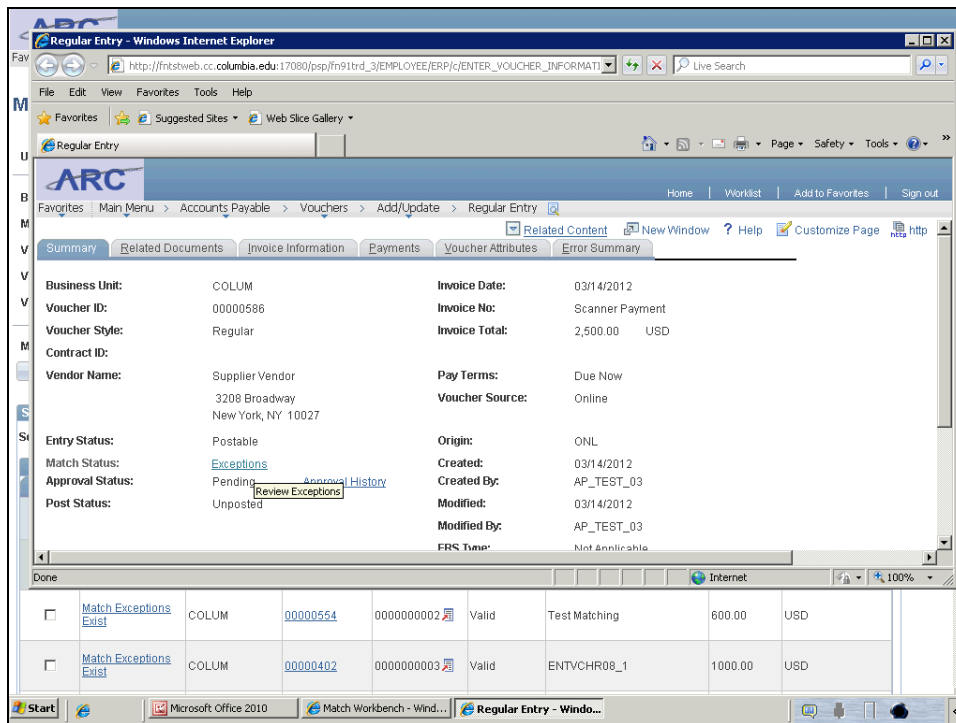 ARC
Regular Entry - Windows Internet Explorer
Fav
http://fntstweb.cc.columbia.edu:17080/psp/fn91trd_3/EMPLOYEE/ERP/c/ENTER_VOUCHER_INFORMATI
Live Search
File Edit View Favorites Tools Help
M
Favorites Suggested Sites Web Slice Gallery
Regular Entry
Page Safety Tools
U
ARC
Home | Worklist | Add to Favorites | Sign out
B
Favorites Main Menu > Accounts Payable > Vouchers > Add/Update > Regular Entry
M
Related Content New Window ? Help Customize Page http
V
Summary Related Documents Invoice Information Payments Voucher Attributes Error Summary
V
Business Unit: COLUM Invoice Date: 03/14/2012
V
Voucher ID: 00000586 Invoice No: Scanner Payment
Voucher Style: Regular Invoice Total: 2,500.00 USD
M
Contract ID:
Vendor Name: Supplier Vendor Pay Terms: Due Now
3208 Broadway Voucher Source: Online
New York, NY 10027
S
Se
Entry Status: Postable Origin: ONL
Match Status: Exceptions Created: 03/14/2012
Approval Status: Pending Approval History Created By: AP_TEST_03
Review Exceptions
Post Status: Unposted Modified: 03/14/2012
Modified By: AP_TEST_03
ERS Type: Not Applicable
Done Internet 100%
Match Exceptions Exist COLUM 00000554 0000000002 Valid Test Matching 600.00 USD
Match Exceptions Exist COLUM 00000402 0000000003 Valid ENTVCHR08_1 1000.00 USD
Start Microsoft Office 2010 Match Workbench - Wind... Regular Entry - Windo...